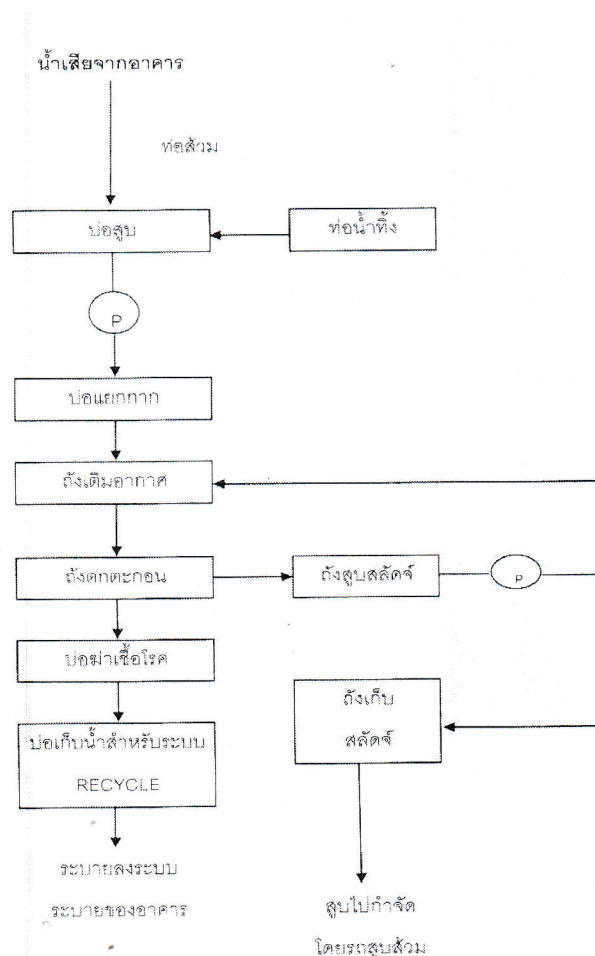 น้ำเสียจากอาคาร
ท่อส้วม
บ่อสูบ
ท่อน้ำทิ้ง
P
บ่อแยกกาก
ถังเติมอากาศ
ถังตกตะกอน
ถังสูบสลัดจ์
P
บ่อฆ่าเชื้อโรค
ถังเก็บ
สลัดจ์
บ่อเก็บน้ำสำหรับระบบ
RECYCLE
ระบายลงระบบ
ระบายของอาคาร
สูบไปกำจัด
โดยรถสูบส้วม